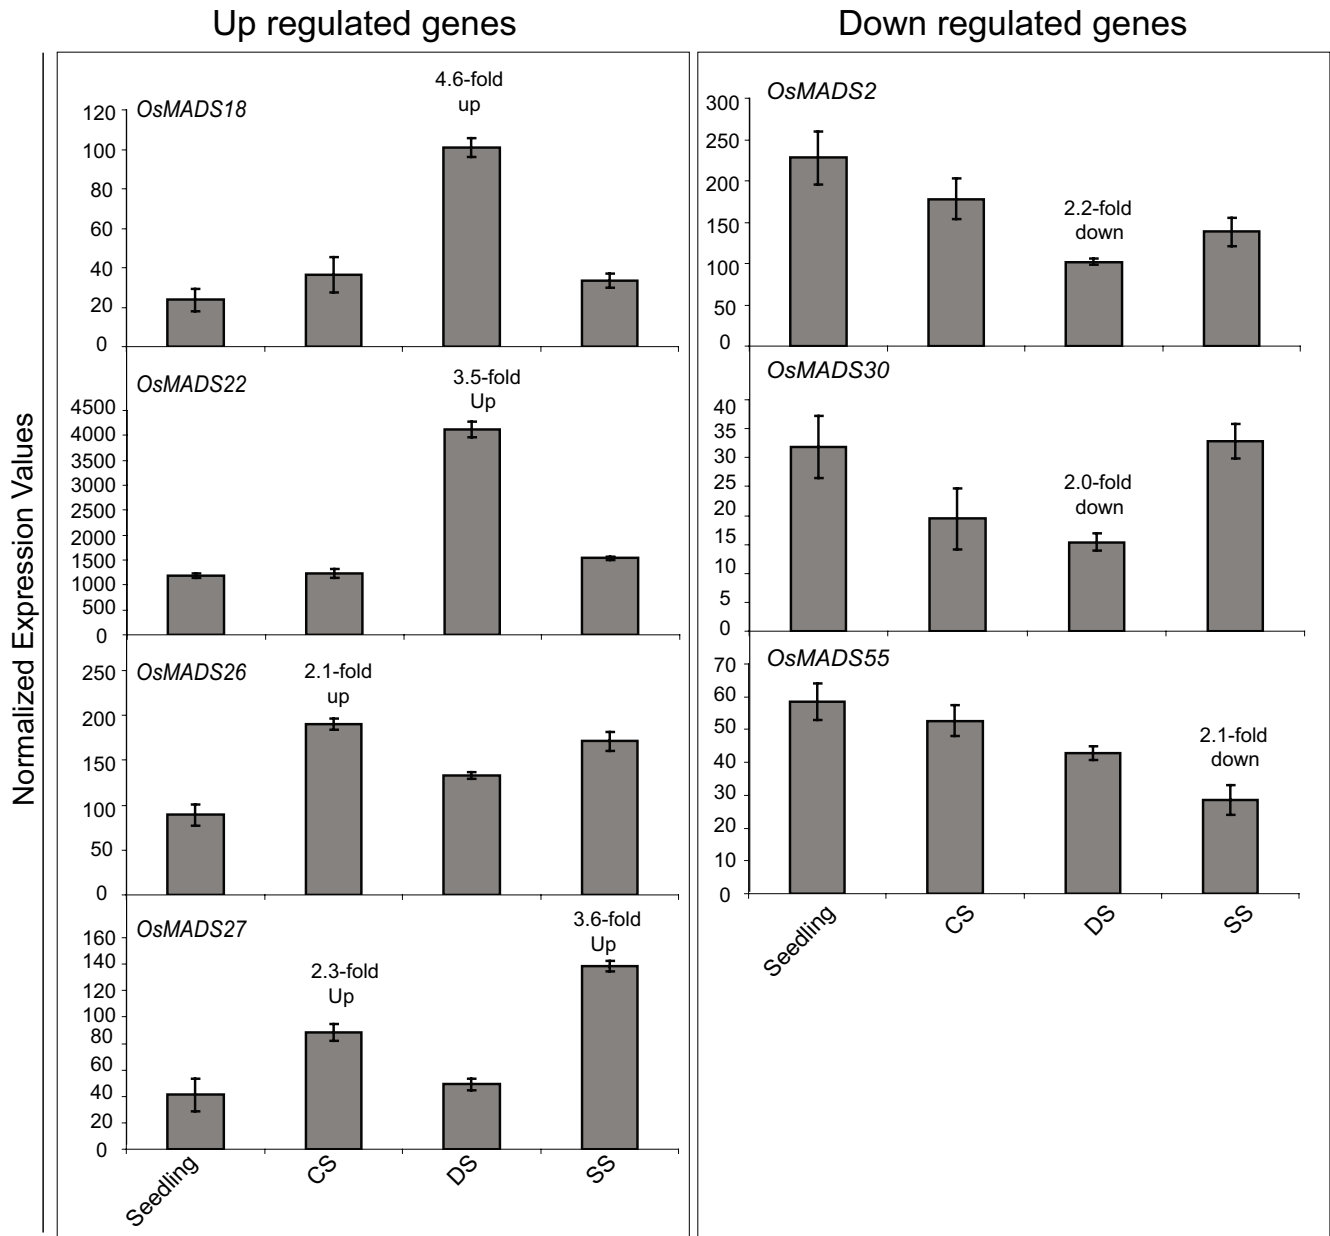 Up regulated genes
Down regulated genes
Normalized Expression Values
OsMADS18
4.6-fold
up
120
100
80
60
40
20
0
OsMADS22
3.5-fold
Up
4500
4000
3500
3000
2500
2000
1500
1000
500
0
OsMADS26
2.1-fold
up
250
200
150
100
50
0
OsMADS27
2.3-fold
Up
3.6-fold
Up
160
140
120
100
80
60
40
20
0
Seedling
CS
DS
SS
OsMADS2
2.2-fold
down
300
250
200
150
100
50
0
OsMADS30
2.0-fold
down
40
35
30
25
20
15
10
5
0
OsMADS55
2.1-fold
down
70
60
50
40
30
20
10
0
Seedling
CS
DS
SS